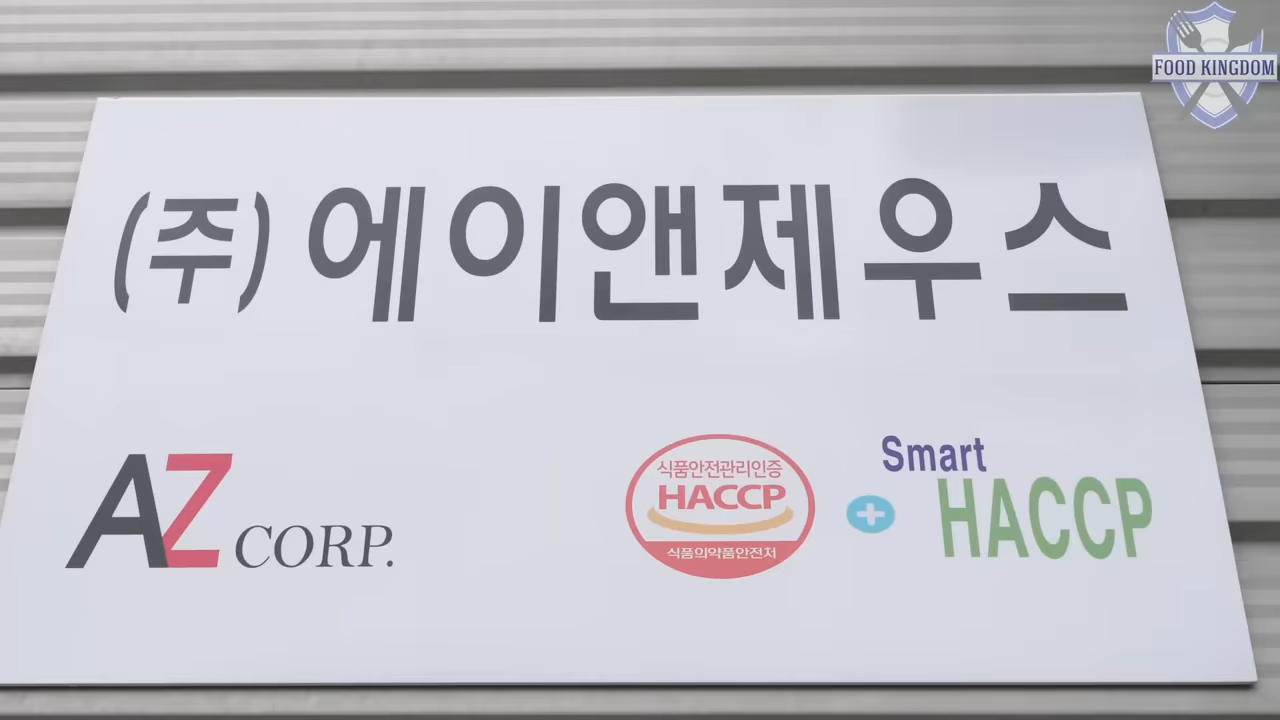 FOOD KINGDOM
(주) 에이앤제우스
AZ CORP.
식품안전관리인증
HACCP
식품의약품안전처
+
Smart
HACCP